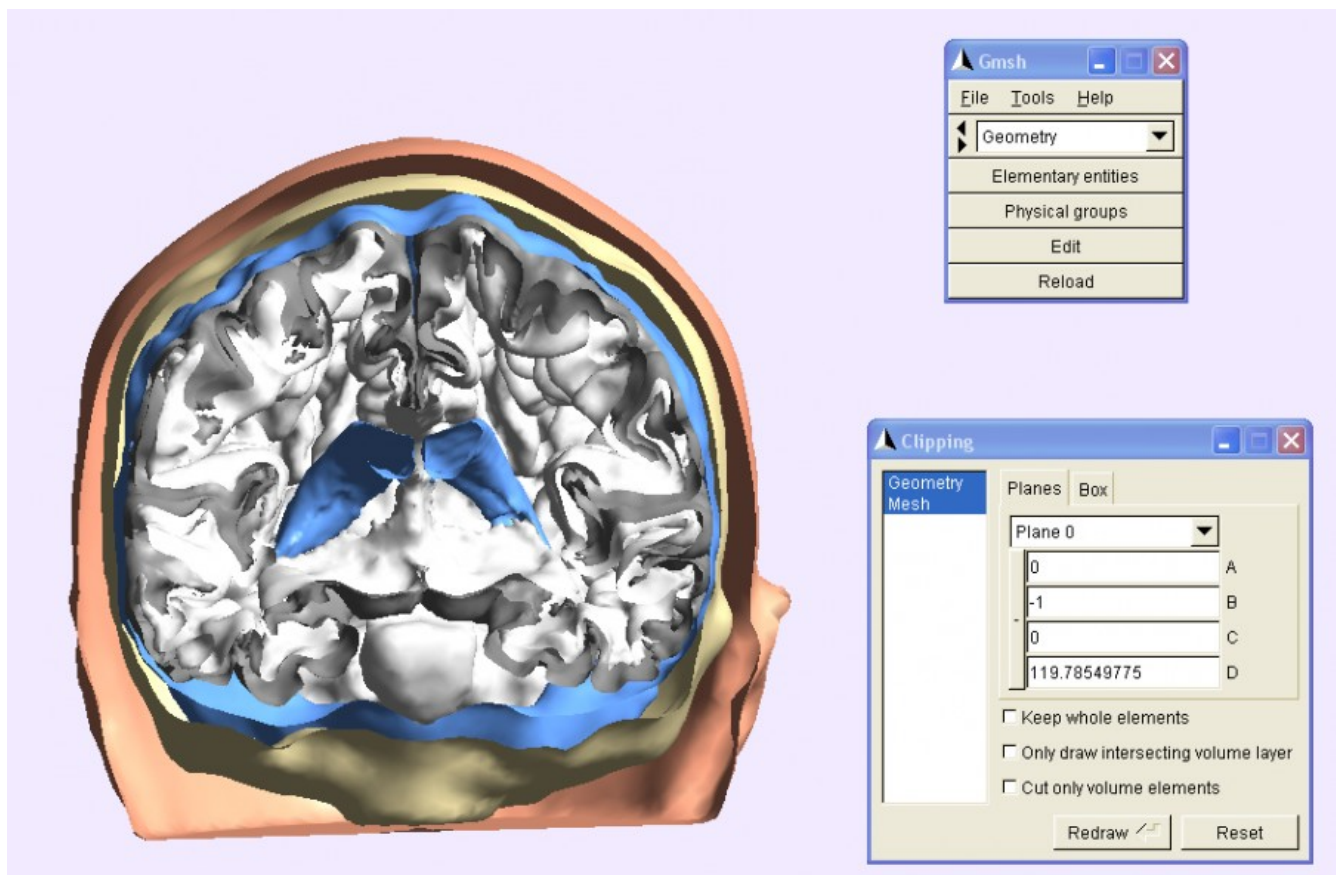 Gmsh
File Tools Help
Geometry
Elementary entities
Physical groups
Edit
Reload
Clipping
Geometry
Mesh
Planes Box
Plane 0
0 A
-1 B
0 C
119.78549775 D
-
Keep whole elements
Only draw intersecting volume layer
Cut only volume elements
Redraw Reset